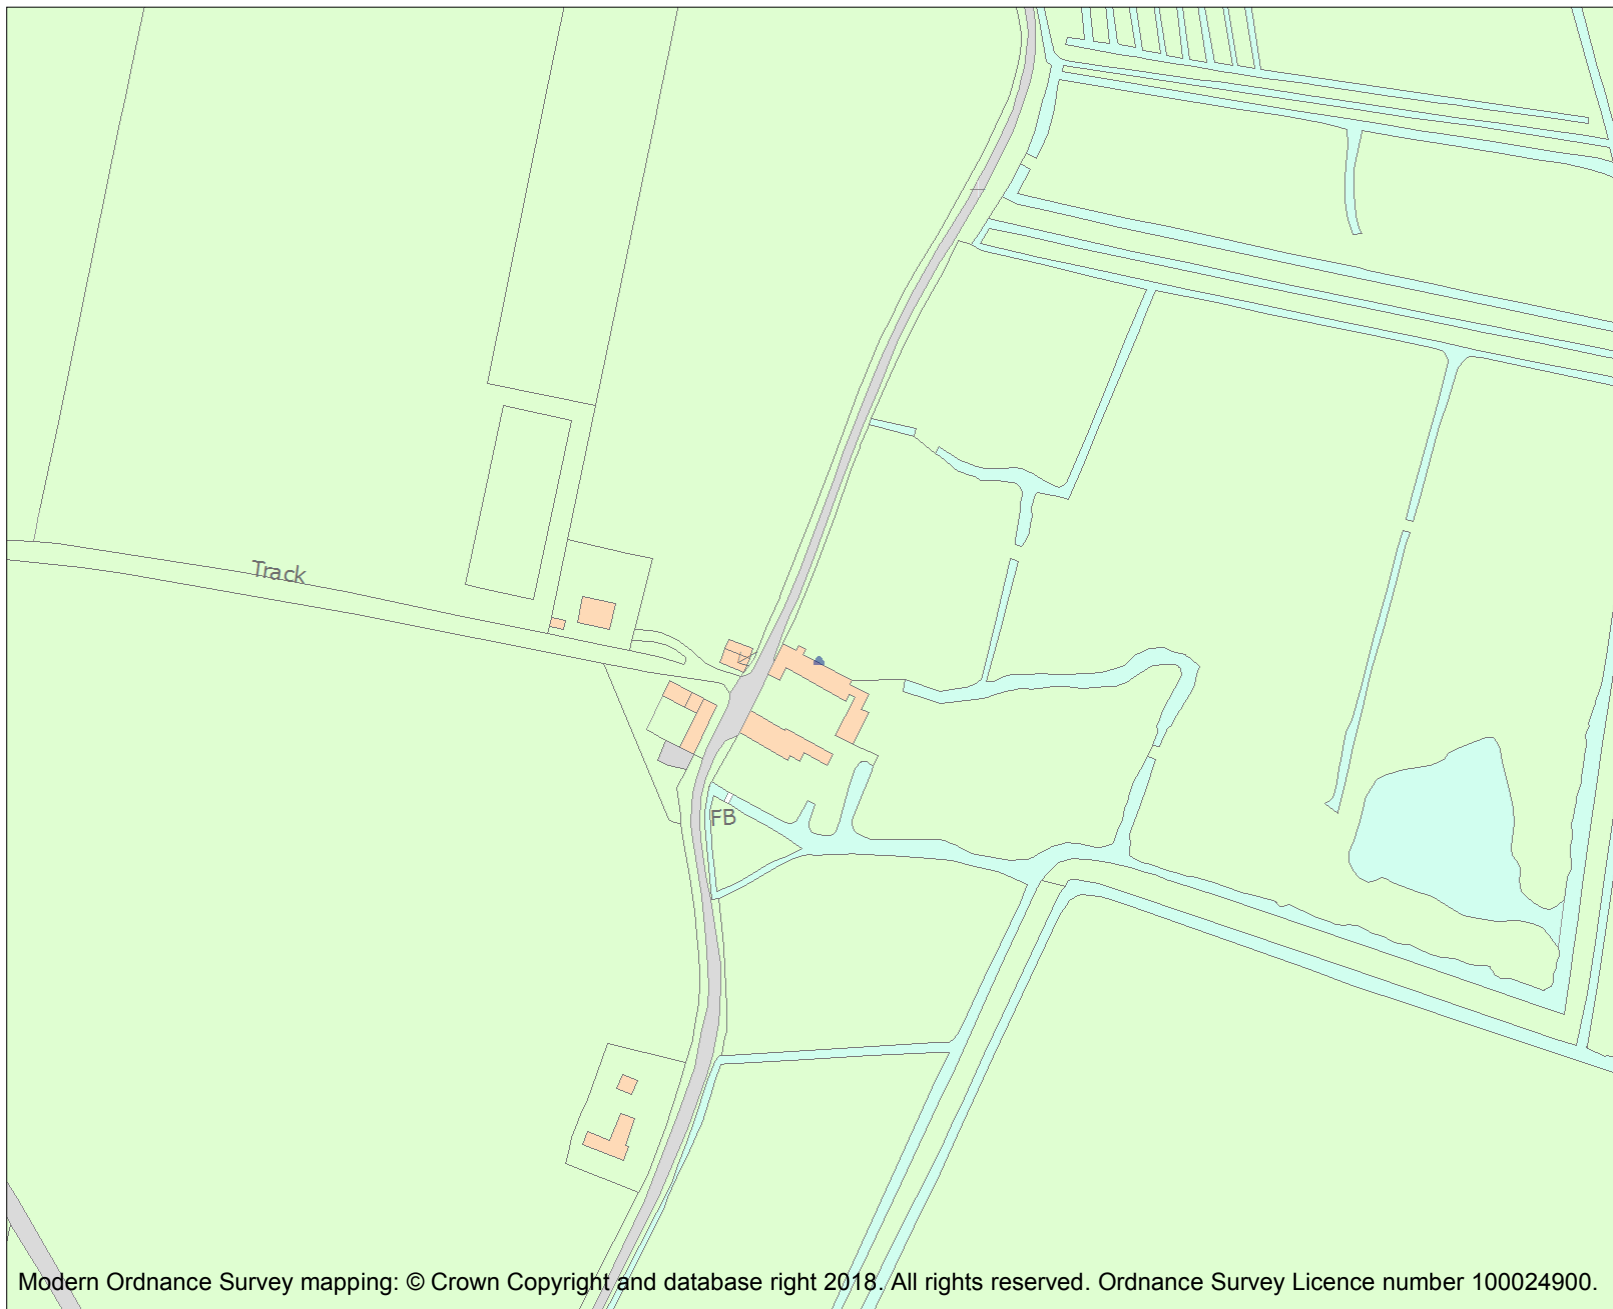 Track
FB
Modern Ordnance Survey mapping: © Crown Copyright and database right 2018. All rights reserved. Ordnance Survey Licence number 100024900.